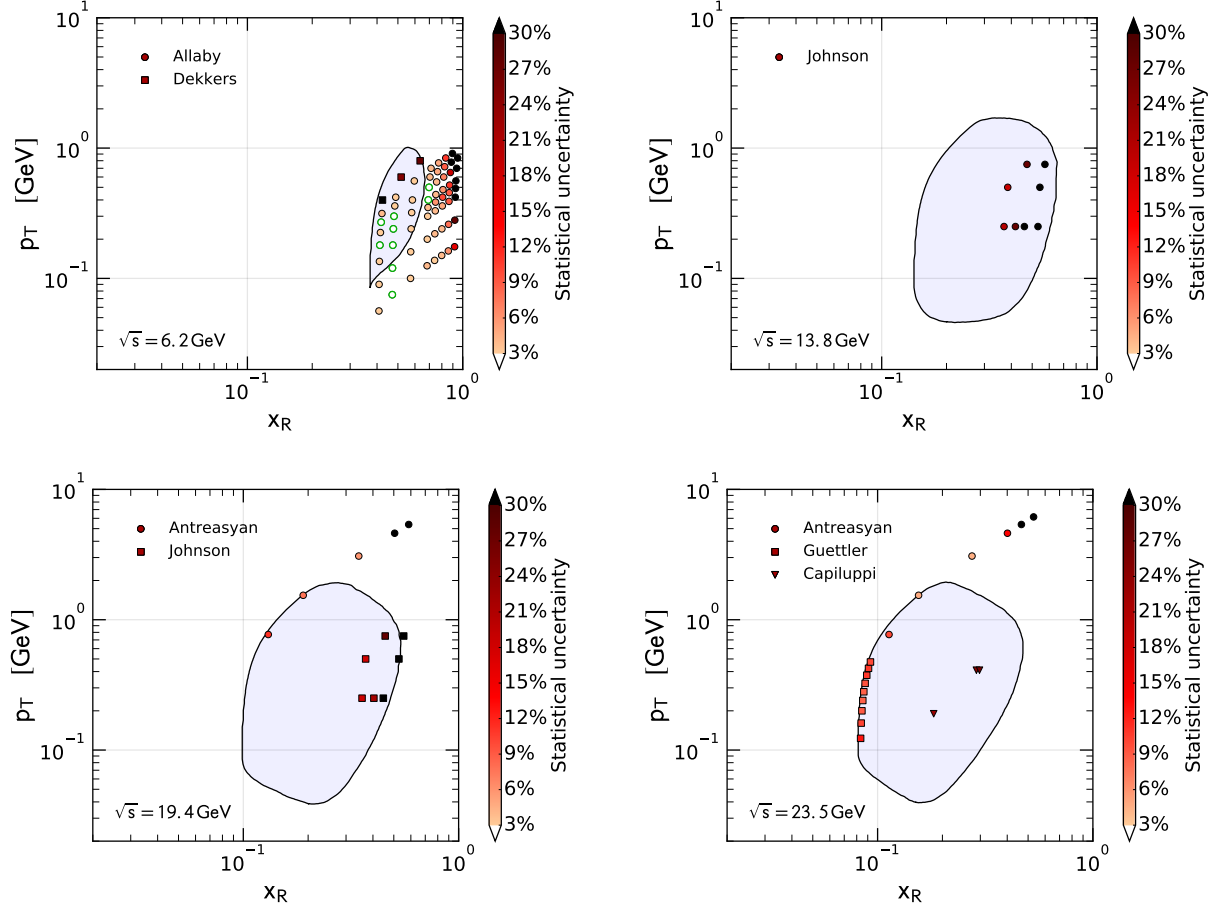 10^1
30%
Allaby
27%
Dekkers
24%
21%
10^0
18%
15%
12%
9%
10^-1
6%
√s = 6.2 GeV
3%
10^-1
10^0
x_R
p_T [GeV]
Statistical uncertainty
10^1
30%
Johnson
27%
24%
21%
10^0
18%
15%
12%
9%
10^-1
6%
√s = 13.8 GeV
3%
10^-1
10^0
x_R
p_T [GeV]
Statistical uncertainty
10^1
30%
Antreasyan
27%
Johnson
24%
21%
10^0
18%
15%
12%
9%
10^-1
6%
√s = 19.4 GeV
3%
10^-1
10^0
x_R
p_T [GeV]
Statistical uncertainty
10^1
30%
Antreasyan
27%
Guettler
24%
Capiluppi
21%
10^0
18%
15%
12%
9%
10^-1
6%
√s = 23.5 GeV
3%
10^-1
10^0
x_R
p_T [GeV]
Statistical uncertainty